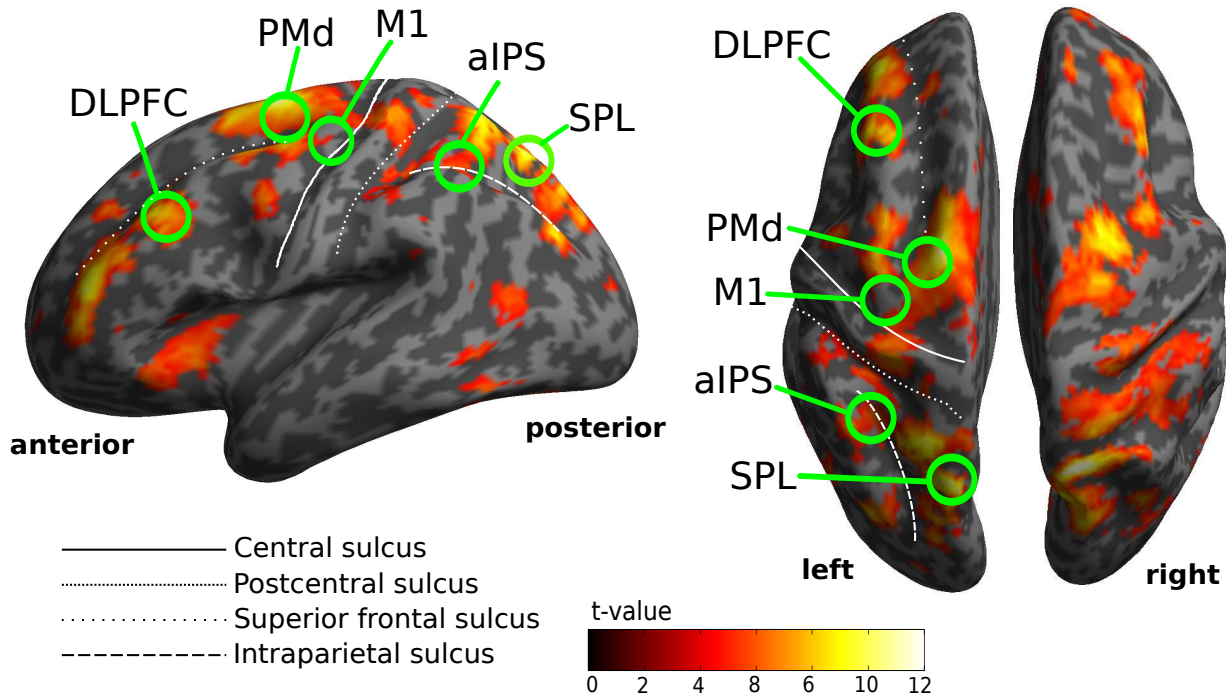 PMd
M1
aIPS
DLPFC
SPL
anterior
posterior
DLPFC
PMd
M1
aIPS
SPL
left
right
Central sulcus
Postcentral sulcus
Superior frontal sulcus
Intraparietal sulcus
t-value
0 2 4 8 6 10 12